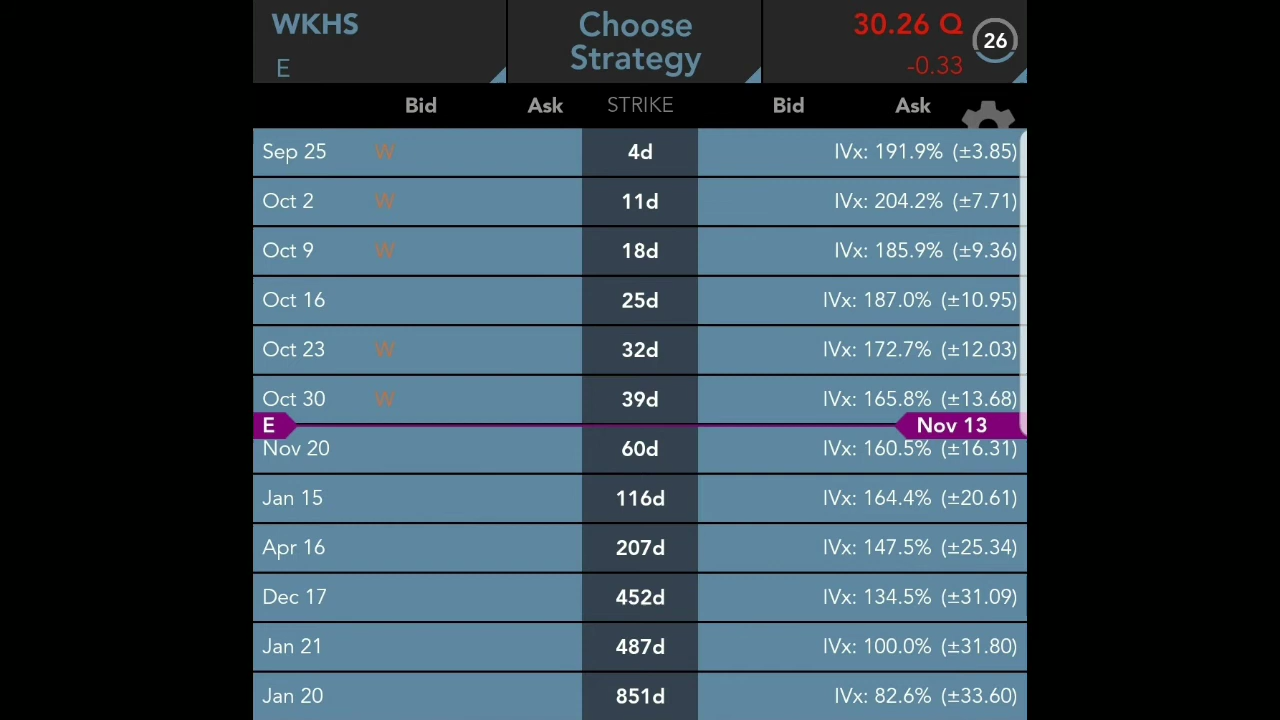 WKHS
E
Choose
Strategy
30.26 Q
-0.33
26
Bid Ask STRIKE Bid Ask
Sep 25 W 4d IVx: 191.9% (±3.85)
Oct 2 W 11d IVx: 204.2% (±7.71)
Oct 9 W 18d IVx: 185.9% (±9.36)
Oct 16 25d IVx: 187.0% (±10.95)
Oct 23 W 32d IVx: 172.7% (±12.03)
Oct 30 W 39d IVx: 165.8% (±13.68)
E Nov 13
Nov 20 60d IVx: 160.5% (±16.31)
Jan 15 116d IVx: 164.4% (±20.61)
Apr 16 207d IVx: 147.5% (±25.34)
Dec 17 452d IVx: 134.5% (±31.09)
Jan 21 487d IVx: 100.0% (±31.80)
Jan 20 851d IVx: 82.6% (±33.60)